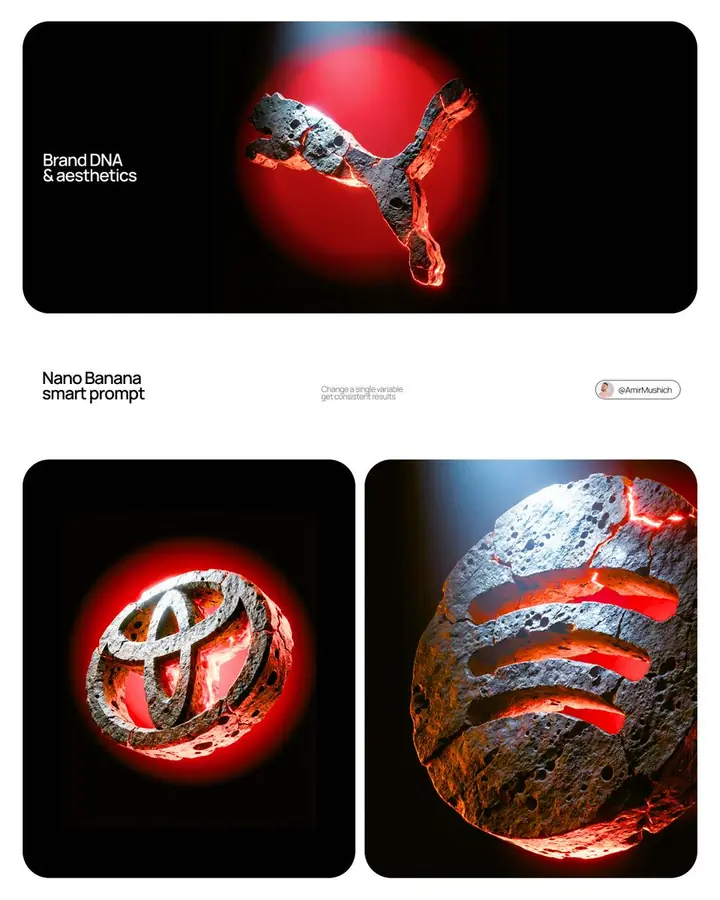 Brand DNA
& aesthetics
Nano Banana
smart prompt
Change a single variable
get consistent results
@AmirMushich